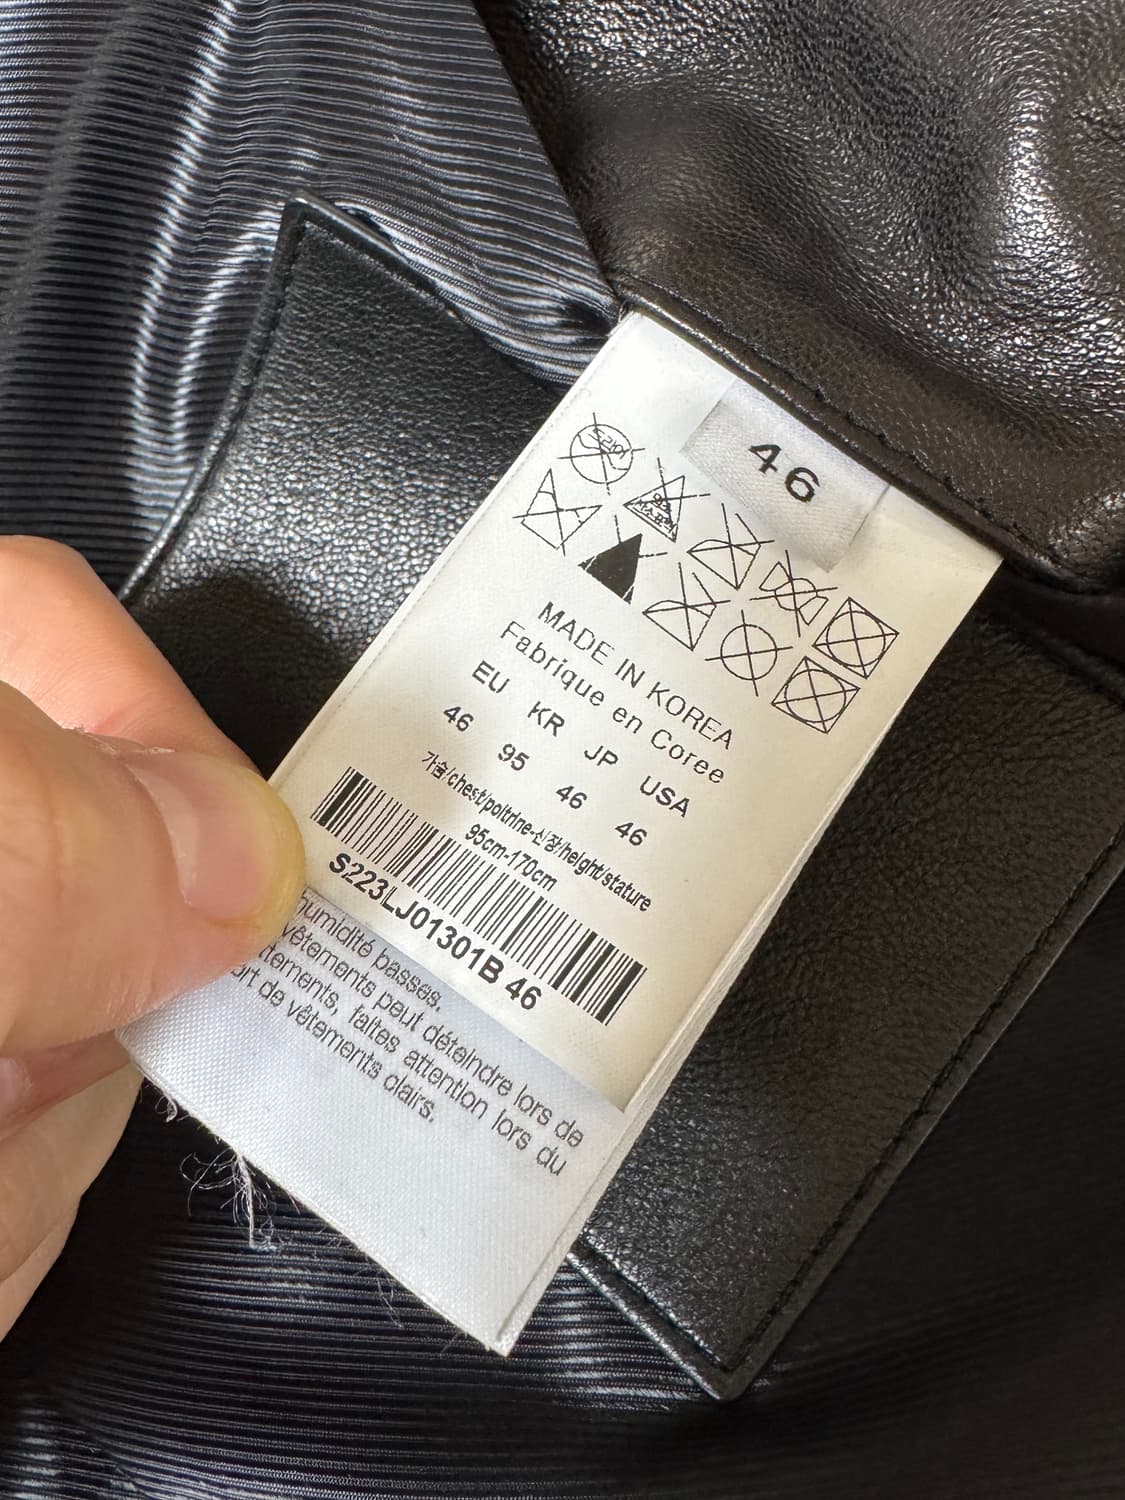 46
MADE IN KOREA
Fabrique en Coree
EU KR JP USA
46 95 46 46
가슴/chest/poitrine-신장/height/stature
95cm-170cm
S223LJ01301B 46
humidité basses.
vêtements peut déteindre lors de
faites attention lors du
de vêtements clairs.